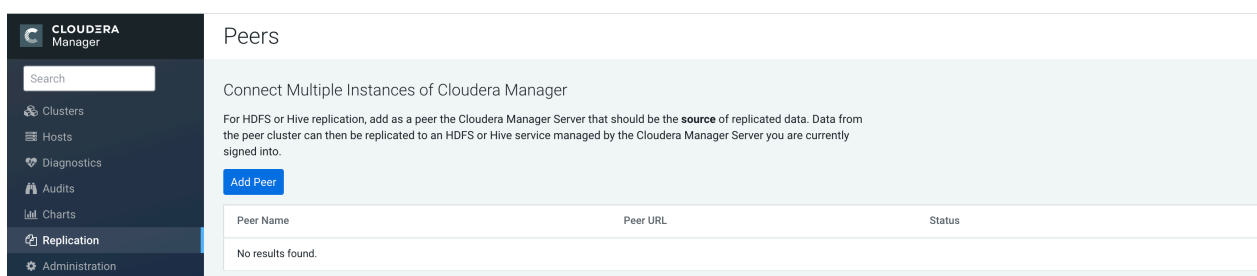 CLOUDERA
Manager
Search
Clusters
Hosts
Diagnostics
Audits
Charts
Replication
Administration
Peers
Connect Multiple Instances of Cloudera Manager
For HDFS or Hive replication, add as a peer the Cloudera Manager Server that should be the source of replicated data. Data from
the peer cluster can then be replicated to an HDFS or Hive service managed by the Cloudera Manager Server you are currently
signed into.
Add Peer
Peer Name Peer URL Status
No results found.